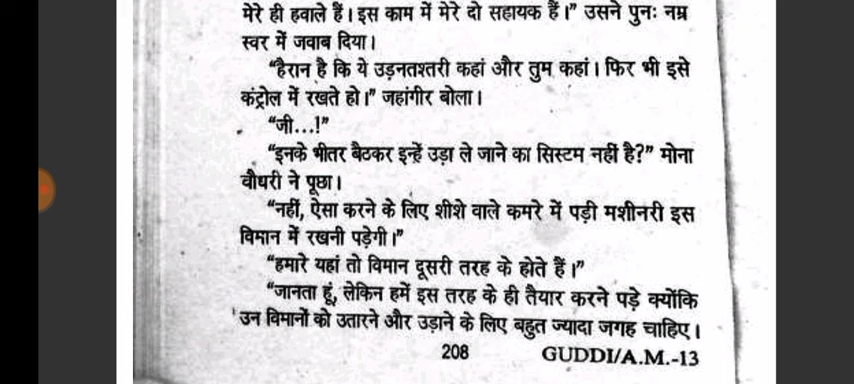 मेरे ही हवाले हैं। इस काम में मेरे दो सहायक हैं।” उसने पुनः नम्र
स्वर में जवाब दिया।
“हैरान है कि ये उड़नतश्तरी कहां और तुम कहां। फिर भी इसे
कंट्रोल में रखते हो।” जहांगीर बोला।
“जी...!”
“इनके भीतर बैठकर इन्हें उड़ा ले जाने का सिस्टम नहीं है?” मोना
चौधरी ने पूछा।
“नहीं, ऐसा करने के लिए शीशे वाले कमरे में पड़ी मशीनरी इस
विमान में रखनी पड़ेगी।”
“हमारे यहां तो विमान दूसरी तरह के होते हैं।”
“जानता हूं, लेकिन हमें इस तरह के ही तैयार करने पड़े क्योंकि
उन विमानों को उतारने और उड़ाने के लिए बहुत ज्यादा जगह चाहिए।
208 GUDDI/A.M.-13